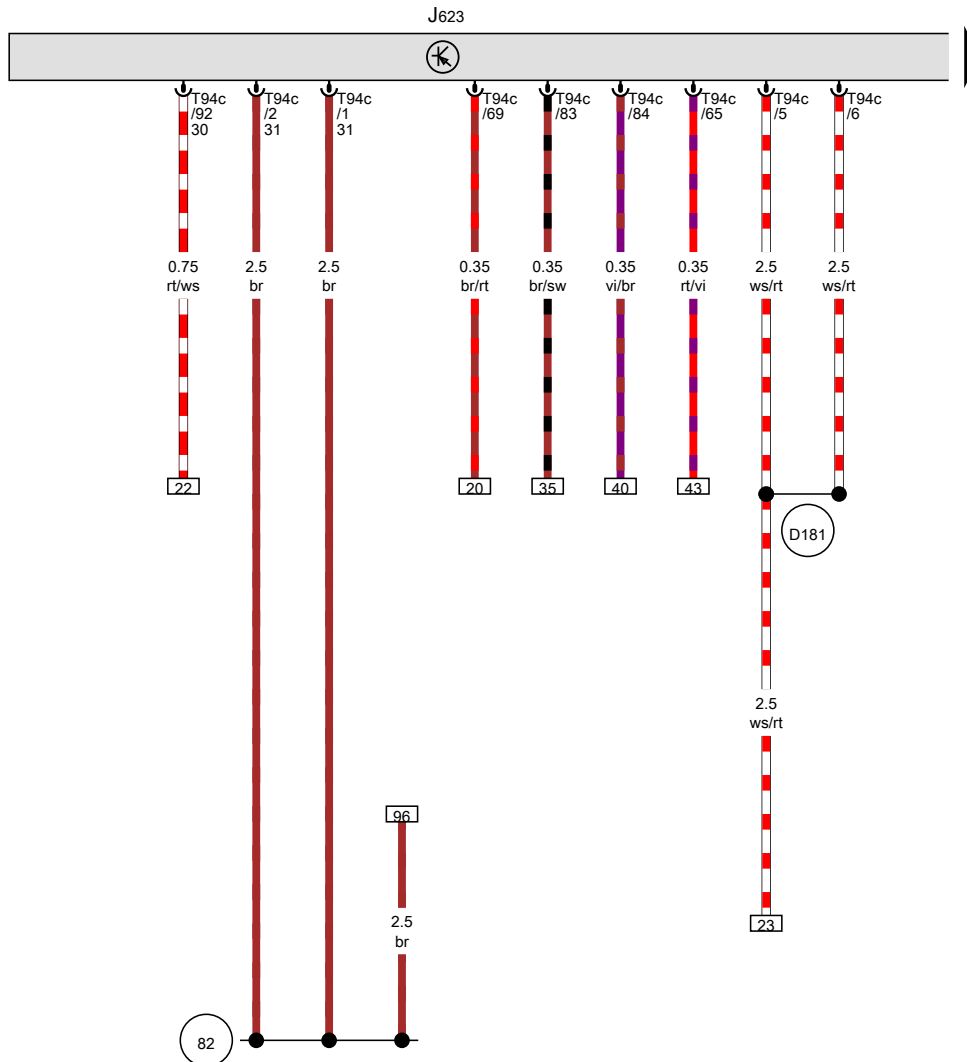 J623
T94c T94c T94c T94c T94c T94c T94c T94c T94c
/92 /2 /1 /69 /83 /84 /65 /5 /6
30 31 31
0.75 2.5 2.5 0.35 0.35 0.35 0.35 2.5 2.5
rt/ws br br br/rt br/sw vi/br rt/vi ws/rt ws/rt
22 20 35 40 43
D181
2.5
ws/rt
96
23
2.5
br
82